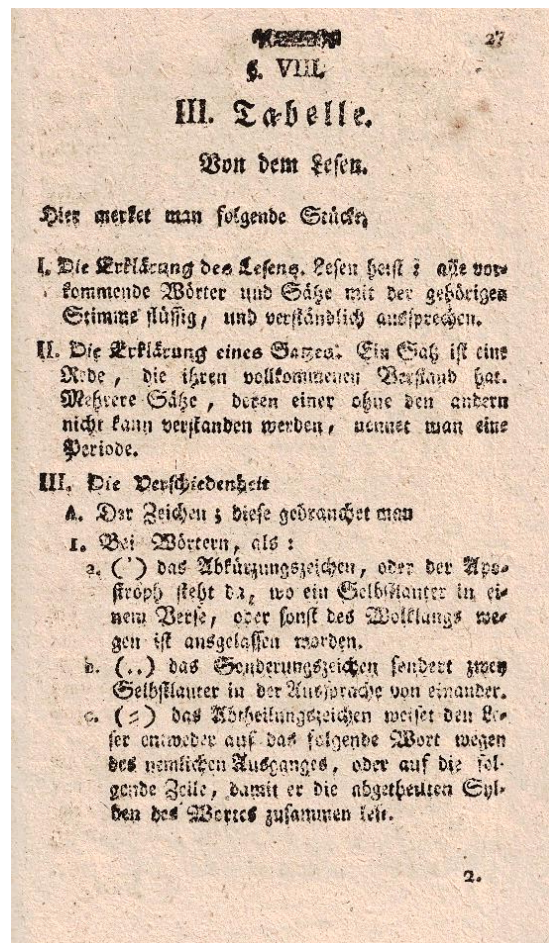 27
§. VIII.
III. Tabelle.
Von dem Lesen.
Hier merket man folgende Stücke,
I. Die Erklärung des Lesens. Lesen heist: alle vor-
kommende Wörter und Sätze mit der gehörigen
Stimme flüssig, und verständlich aussprechen.
II. Die Erklärung eines Satzes. Ein Satz ist eine
Rede, die ihren vollkommenen Verstand hat.
Mehrere Sätze, deren einer ohne den andern
nicht kann verstanden werden, nennet man eine
Periode.
III. Die Verschiedenheit
A. Der Zeichen; diese gebrauchet man
1. Bei Wörtern, als:
a. (’) das Abkürzungszeichen, oder der Apo-
stroph steht da, wo ein Selbstlauter in ei-
nem Verse, oder sonst des Wolklangs we-
gen ist ausgelassen worden.
b. (..) das Sonderungszeichen sondert zwey
Selbstlauter in der Aussprache von einander.
c. (=) das Abtheilungszeichen weiset den Le-
ser entweder auf das folgende Wort wegen
des nemlichen Ausganges, oder auf die fol-
gende Zeile, damit er die abgetheilten Syl-
ben des Wortes zusammen lese.
2.